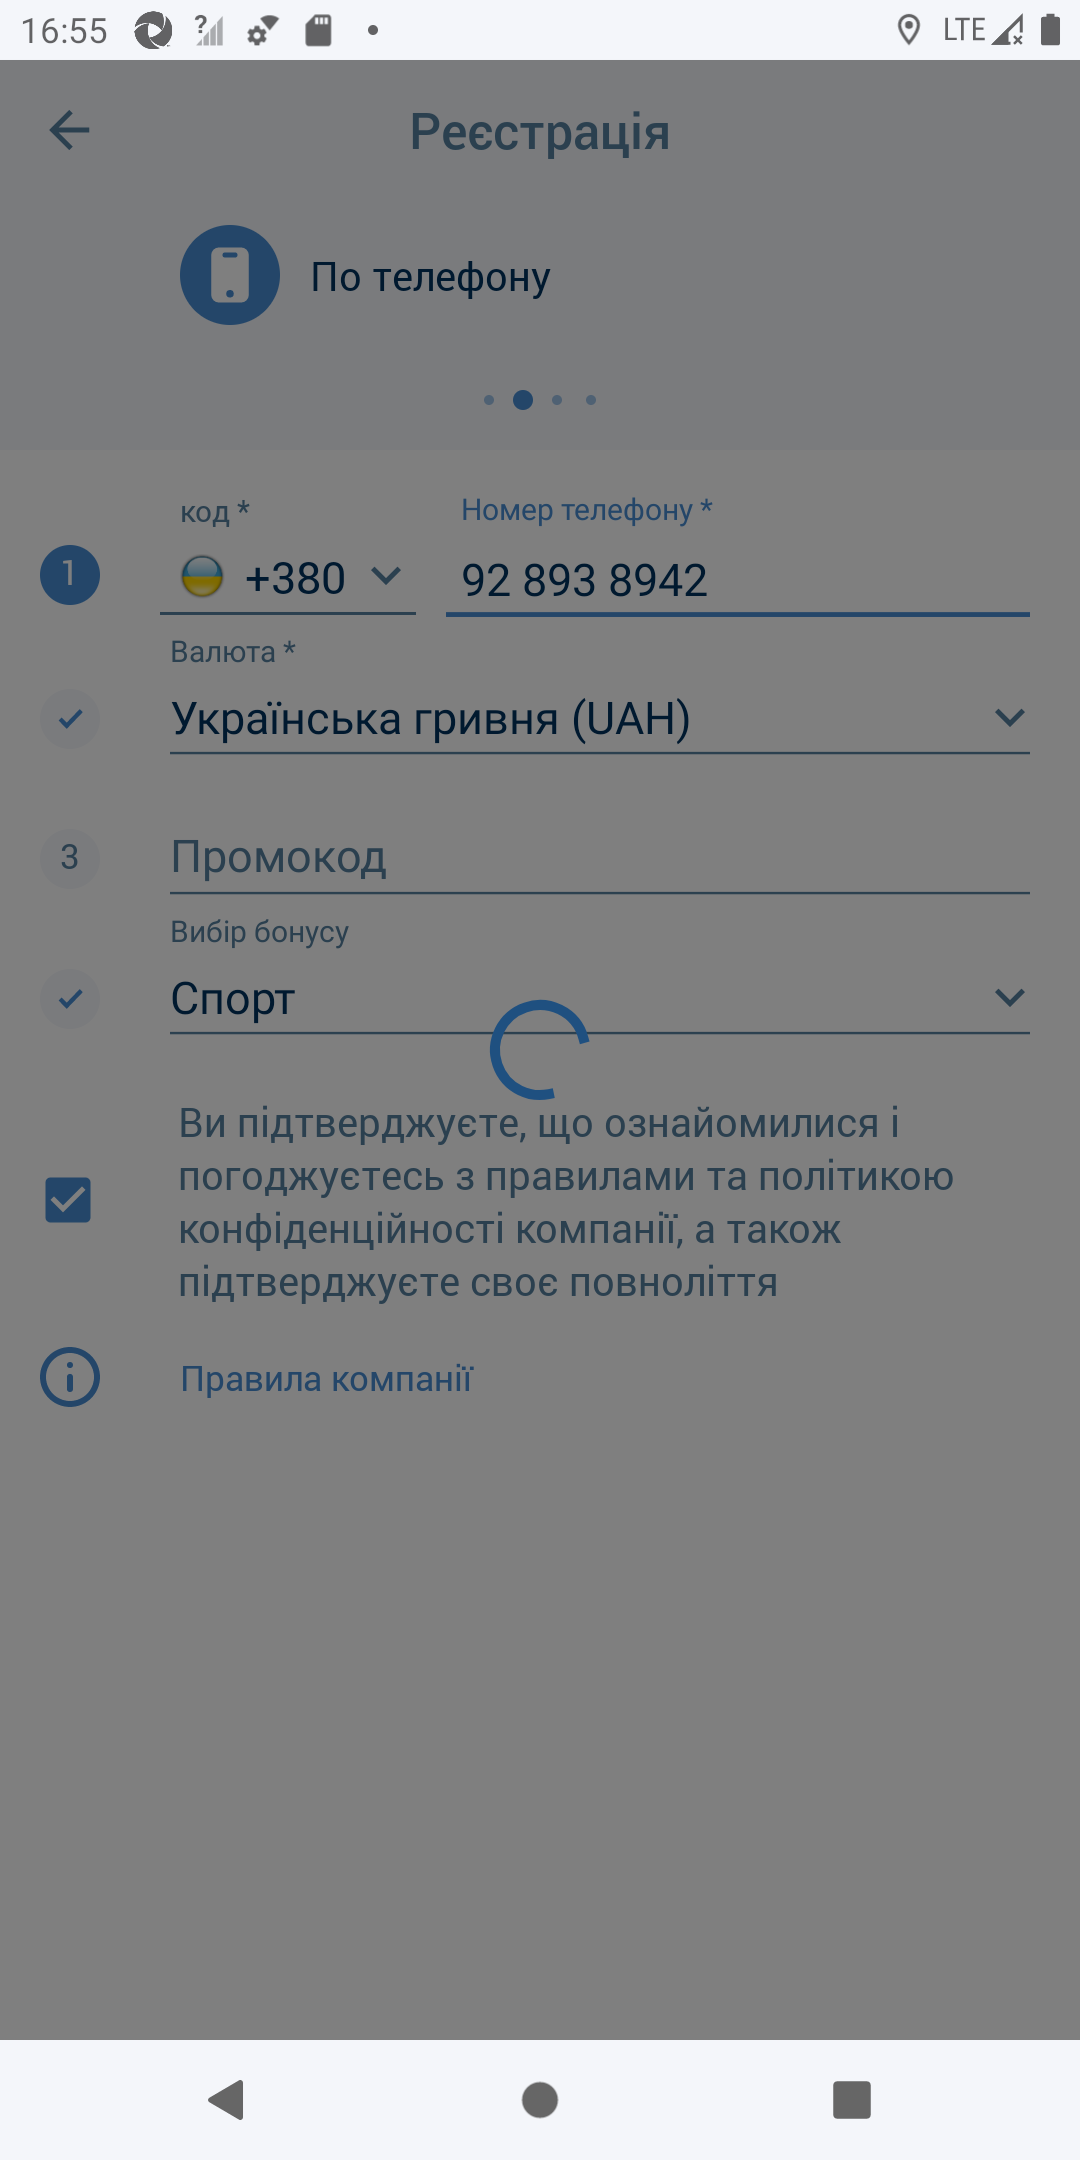 16:55
LTE
Реєстрація
По телефону
код *
Номер телефону *
1
+380
92 893 8942
Валюта *
Українська гривня (UAH)
3
Промокод
Вибір бонусу
Спорт
Ви підтверджуєте, що ознайомилися і
погоджуєтесь з правилами та політикою
конфіденційності компанії, а також
підтверджуєте своє повноліття
Правила компанії